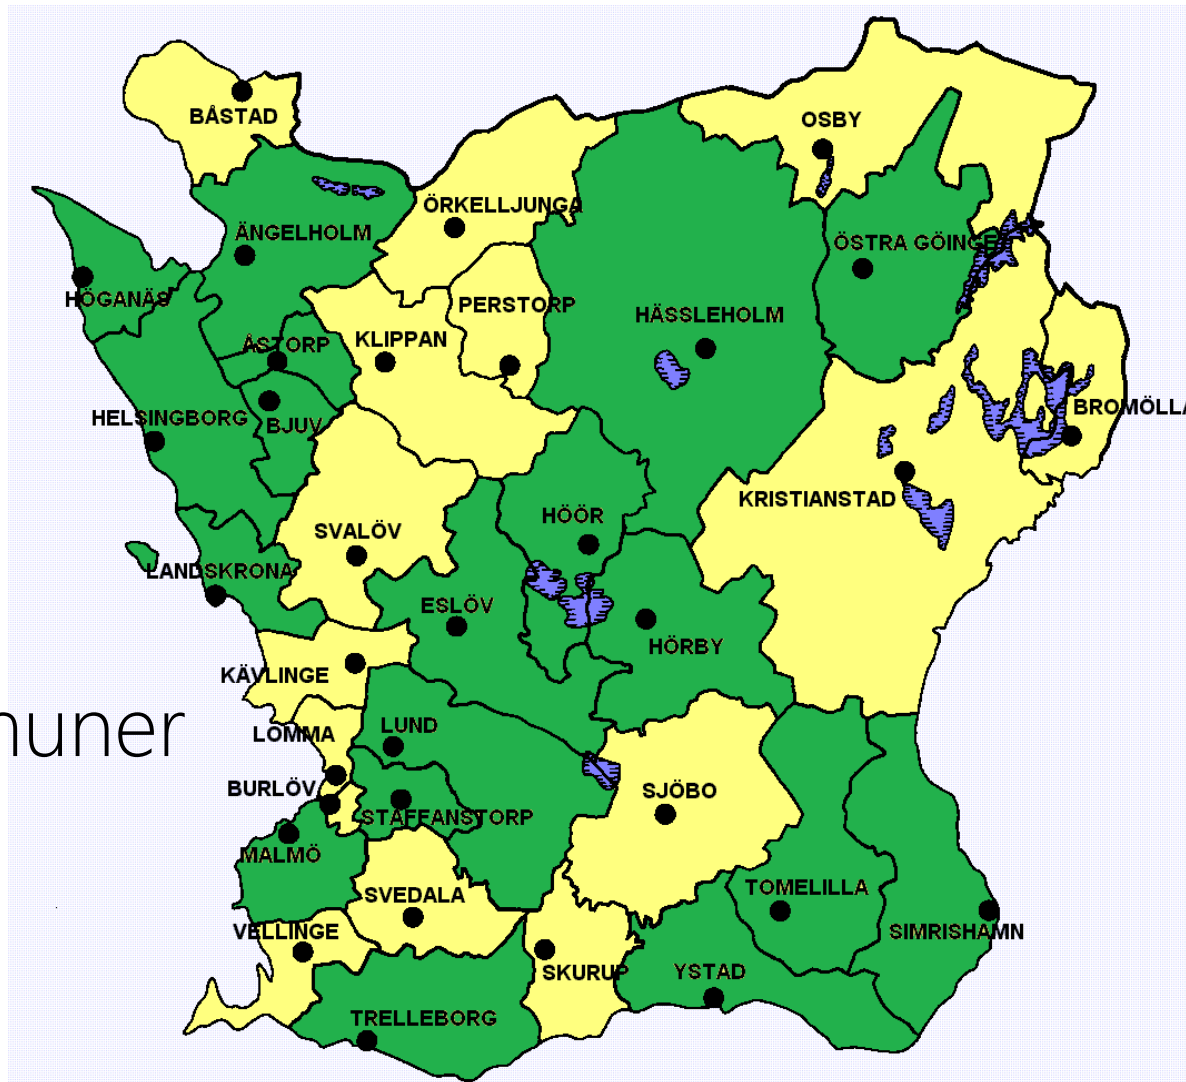 BÅSTAD
OSBY
ÖRKELLJUNGA
ÄNGELHOLM
ÖSTRA GÖINGE
HÖGANÄS
PERSTORP
HÄSSLEHOLM
ÅSTORP
KLIPPAN
HELSINGBORG
BJUV
BROMÖLLA
KRISTIANSTAD
HÖÖR
SVALÖV
LANDSKRONA
ESLÖV
HÖRBY
KÄVLINGE
nuner
LOMMA
LUND
BURLÖV
SJÖBO
STAFFANSTORP
MALMÖ
SVEDALA
TOMELILLA
VELLINGE
SIMRISHAMN
SKURUP
YSTAD
TRELLEBORG